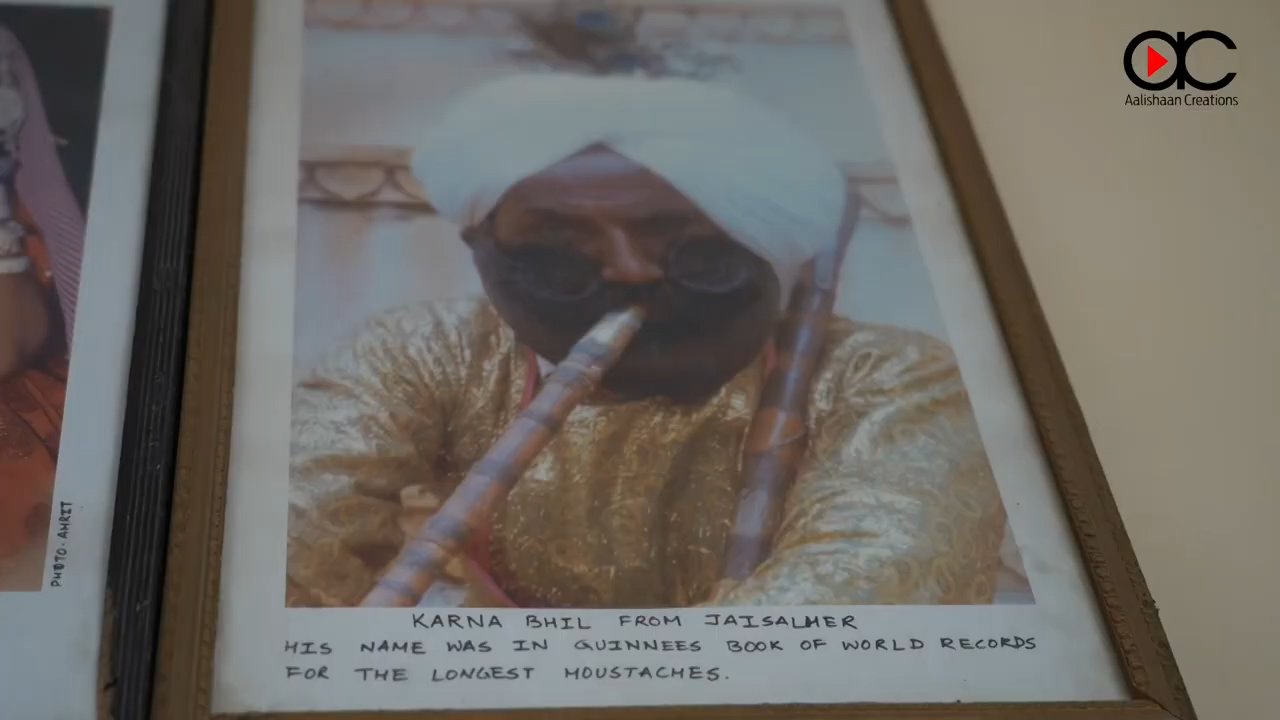 ac
Aalishaan Creations
PHOTO. AMRIT
KARNA BHIL FROM JAISALMER
HIS NAME WAS IN GUINNEES BOOK OF WORLD RECORDS
FOR THE LONGEST MOUSTACHES.